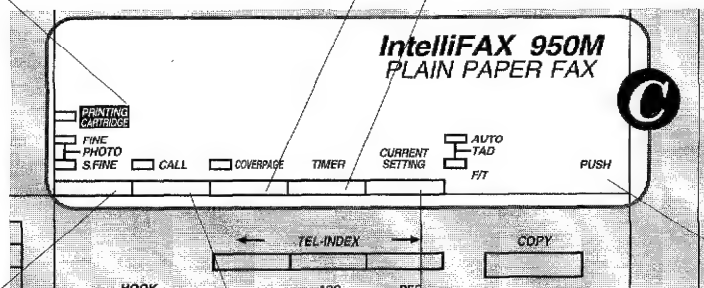 IntelliFAX 950M
PLAIN PAPER FAX
C
PRINTING
CARTRIDGE
FINE
PHOTO
S.FINE
CALL
COVERPAGE
TIMER
CURRENT
SETTING
AUTO
TAD
F/T
PUSH
TEL-INDEX
COPY
HOOK